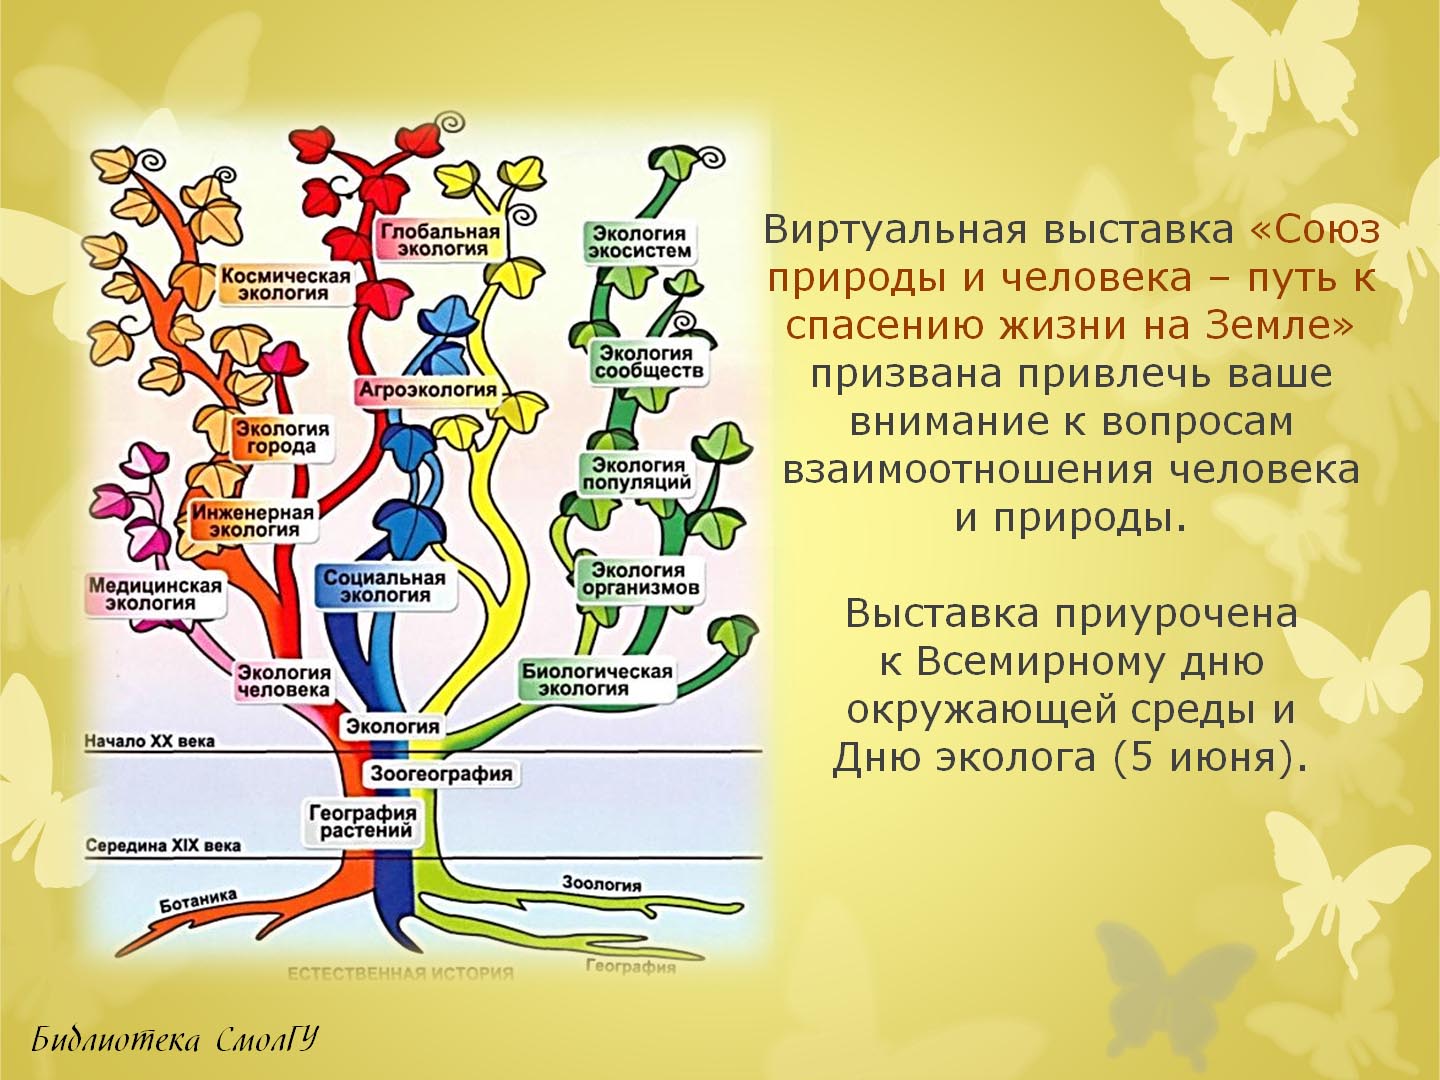 Глобальная
экология
Экология
экосистем
Космическая
экология
Экология
сообществ
Агроэкология
Экология
города
Экология
популяций
Инженерная
экология
Медицинская
экология
Социальная
экология
Экология
организмов
Экология
человека
Биологическая
экология
Экология
Начало XX века
Зоогеография
География
растений
Середина XIX века
Ботаника
Зоология
География
ЕСТЕСТВЕННАЯ ИСТОРИЯ
Виртуальная выставка «Союз
природы и человека – путь к
спасению жизни на Земле»
призвана привлечь ваше
внимание к вопросам
взаимоотношения человека
и природы.
Выставка приурочена
к Всемирному дню
окружающей среды и
Дню эколога (5 июня).
Библиотека СмолГУ